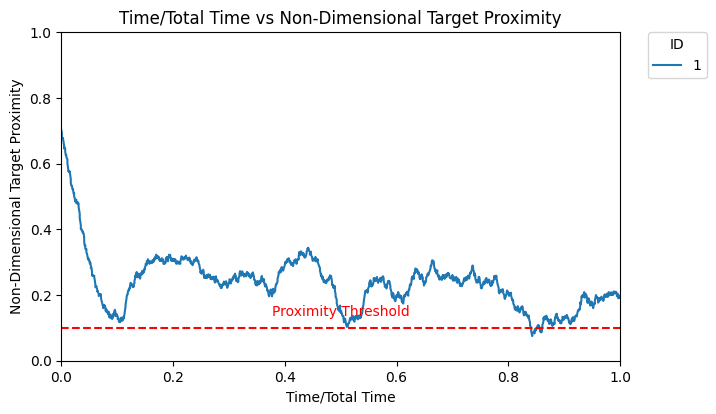 Time/Total Time vs Non-Dimensional Target Proximity
ID
1
Non-Dimensional Target Proximity
1.0
0.8
0.6
0.4
0.2
0.0
Proximity Threshold
0.0 0.2 0.4 0.6 0.8 1.0
Time/Total Time